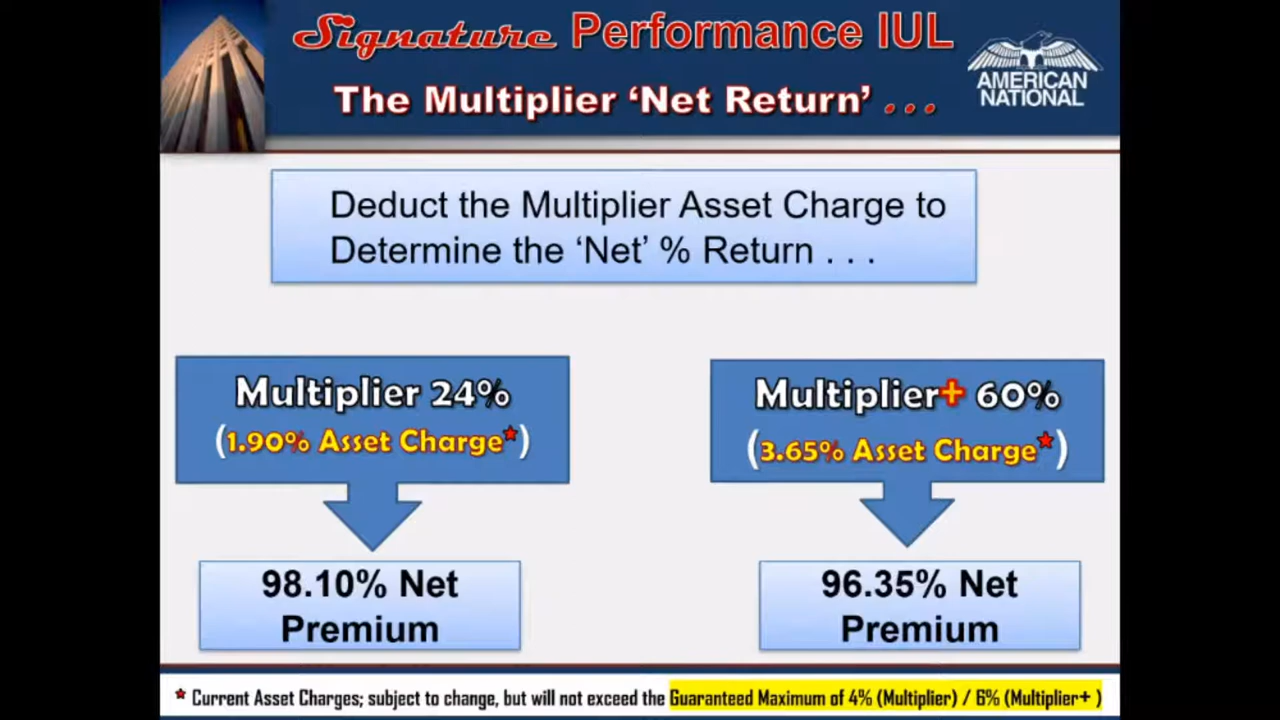 Signature Performance IUL
The Multiplier ‘Net Return’ . . .
AMERICAN
NATIONAL
Deduct the Multiplier Asset Charge to
Determine the ‘Net’ % Return . . .
Multiplier 24%
(1.90% Asset Charge*)
98.10% Net
Premium
Multiplier+ 60%
(3.65% Asset Charge*)
96.35% Net
Premium
* Current Asset Charges; subject to change, but will not exceed the Guaranteed Maximum of 4% (Multiplier) / 6% (Multiplier+ )